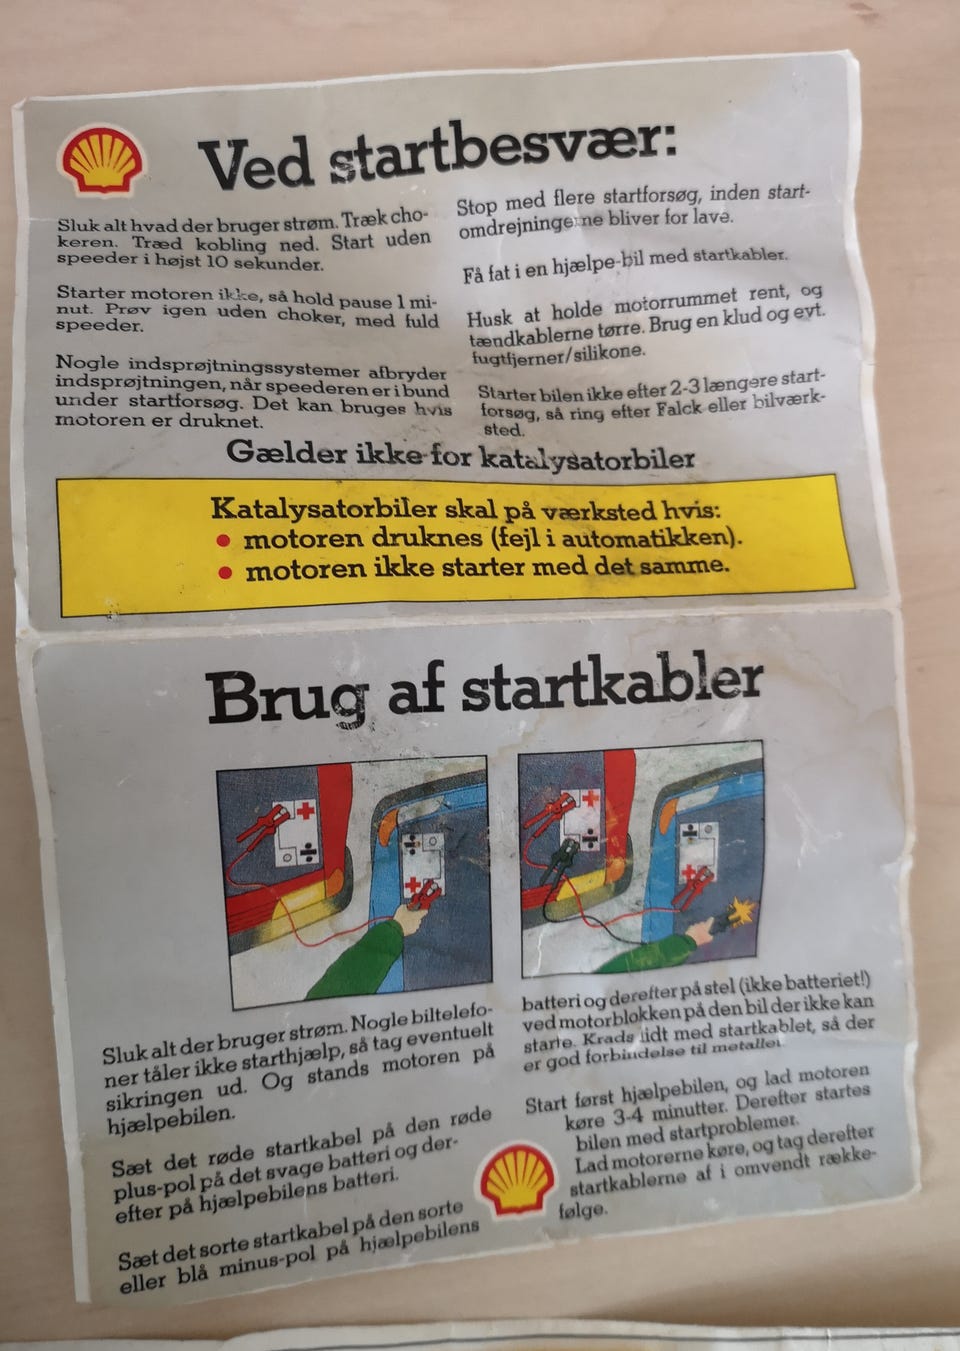 Ved startbesvær:
Sluk alt hvad der bruger strøm. Træk cho-
keren. Træd kobling ned. Start uden
speeder i højst 10 sekunder.
Starter motoren ikke, så hold pause 1 mi-
nut. Prøv igen uden choker, med fuld
speeder.
Nogle indsprøjtningssystemer afbryder
indsprøjtningen, når speederen er i bund
under startforsøg. Det kan bruges hvis
motoren er druknet.
Stop med flere startforsøg, inden start-
omdrejningerne bliver for lave.
Få fat i en hjælpe-bil med startkabler.
Husk at holde motorrummet rent, og
tændkablerne tørre. Brug en klud og evt.
fugtfjerner/silikone.
Starter bilen ikke efter 2-3 længere start-
forsøg, så ring efter Falck eller bilværk-
sted.
Gælder ikke for katalysatorbiler
Katalysatorbiler skal på værksted hvis:
• motoren druknes (fejl i automatikken).
• motoren ikke starter med det samme.
Brug af startkabler
Sluk alt der bruger strøm. Nogle biltelefo-
ner tåler ikke starthjælp, så tag eventuelt
sikringen ud. Og stands motoren på
hjælpebilen.
Sæt det røde startkabel på den røde
plus-pol på det svage batteri og der-
efter på hjælpebilens batteri.
Sæt det sorte startkabel på den sorte
eller blå minus-pol på hjælpebilens
batteri og derefter på stel (ikke batteriet!)
ved motorblokken på den bil der ikke kan
starte. Krads lidt med startkablet, så der
er god forbindelse til metallet.
Start først hjælpebilen, og lad motoren
køre 3-4 minutter. Derefter startes
bilen med startproblemer.
Lad motorerne køre, og tag derefter
startkablerne af i omvendt række-
følge.